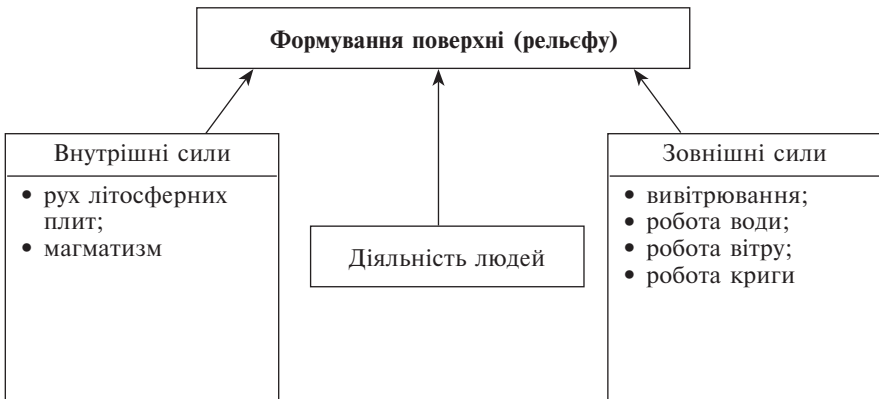 Формування поверхні (рельєфу)
Внутрішні сили
• рух літосферних
плит;
• магматизм
Діяльність людей
Зовнішні сили
• вивітрювання;
• робота води;
• робота вітру;
• робота криги